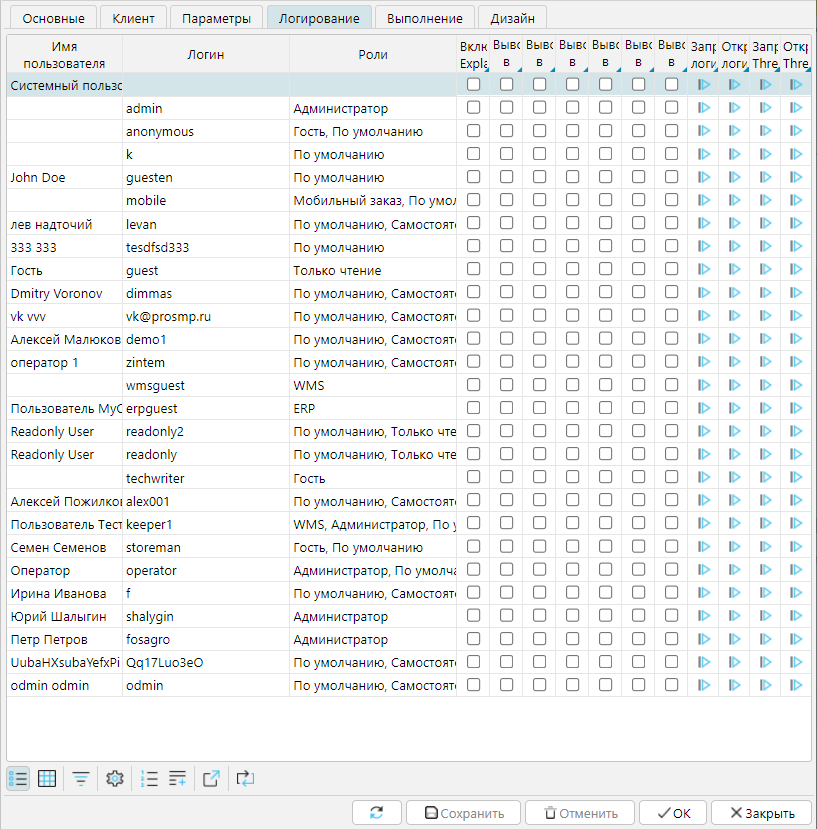 Основные Клиент Параметры Логирование Выполнение Дизайн
Имя пользователя Логин Роли Вклю Expla Выво в Выво в Выво в Выво в Выво в Выво в Запр логи Откр логи Запр Thre Откр Thre
Системный пользо
admin Администратор
anonymous Гость, По умолчанию
k По умолчанию
John Doe guesten По умолчанию
mobile Мобильный заказ, По умол
лев надточий levan По умолчанию, Самостояте
333 333 tesdfsd333 По умолчанию
Гость guest Только чтение
Dmitry Voronov dimmas По умолчанию, Самостояте
vk vvv vk@prosmp.ru По умолчанию, Самостояте
Алексей Малюков demo1 По умолчанию, Самостояте
оператор 1 zintem По умолчанию, Самостояте
wmsguest WMS
Пользователь MyC erpguest ERP
Readonly User readonly2 По умолчанию, Только чте
Readonly User readonly По умолчанию, Только чте
techwriter Гость
Алексей Пожилков alex001 По умолчанию, Самостояте
Пользователь Тест keeper1 WMS, Администратор, По у
Семен Семенов storeman Гость, По умолчанию
Оператор operator Администратор, По умолча
Ирина Иванова f По умолчанию, Самостояте
Юрий Шалыгин shalygin Администратор
Петр Петров fosagro Администратор
UubaHXsubaYefxPi Qq17Luo3eO По умолчанию, Самостояте
odmin odmin odmin По умолчанию, Самостояте
Сохранить Отменить OK Закрыть